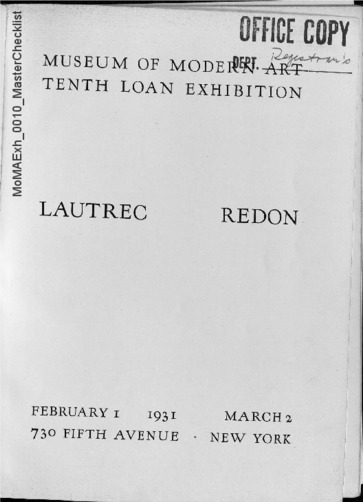 MoMAExh_0010_MasterChecklist
OFFICE COPY
DEPT. Registrar's
MUSEUM OF MODERN ART
TENTH LOAN EXHIBITION
LAUTREC REDON
FEBRUARY 1 1931 MARCH 2
730 FIFTH AVENUE · NEW YORK